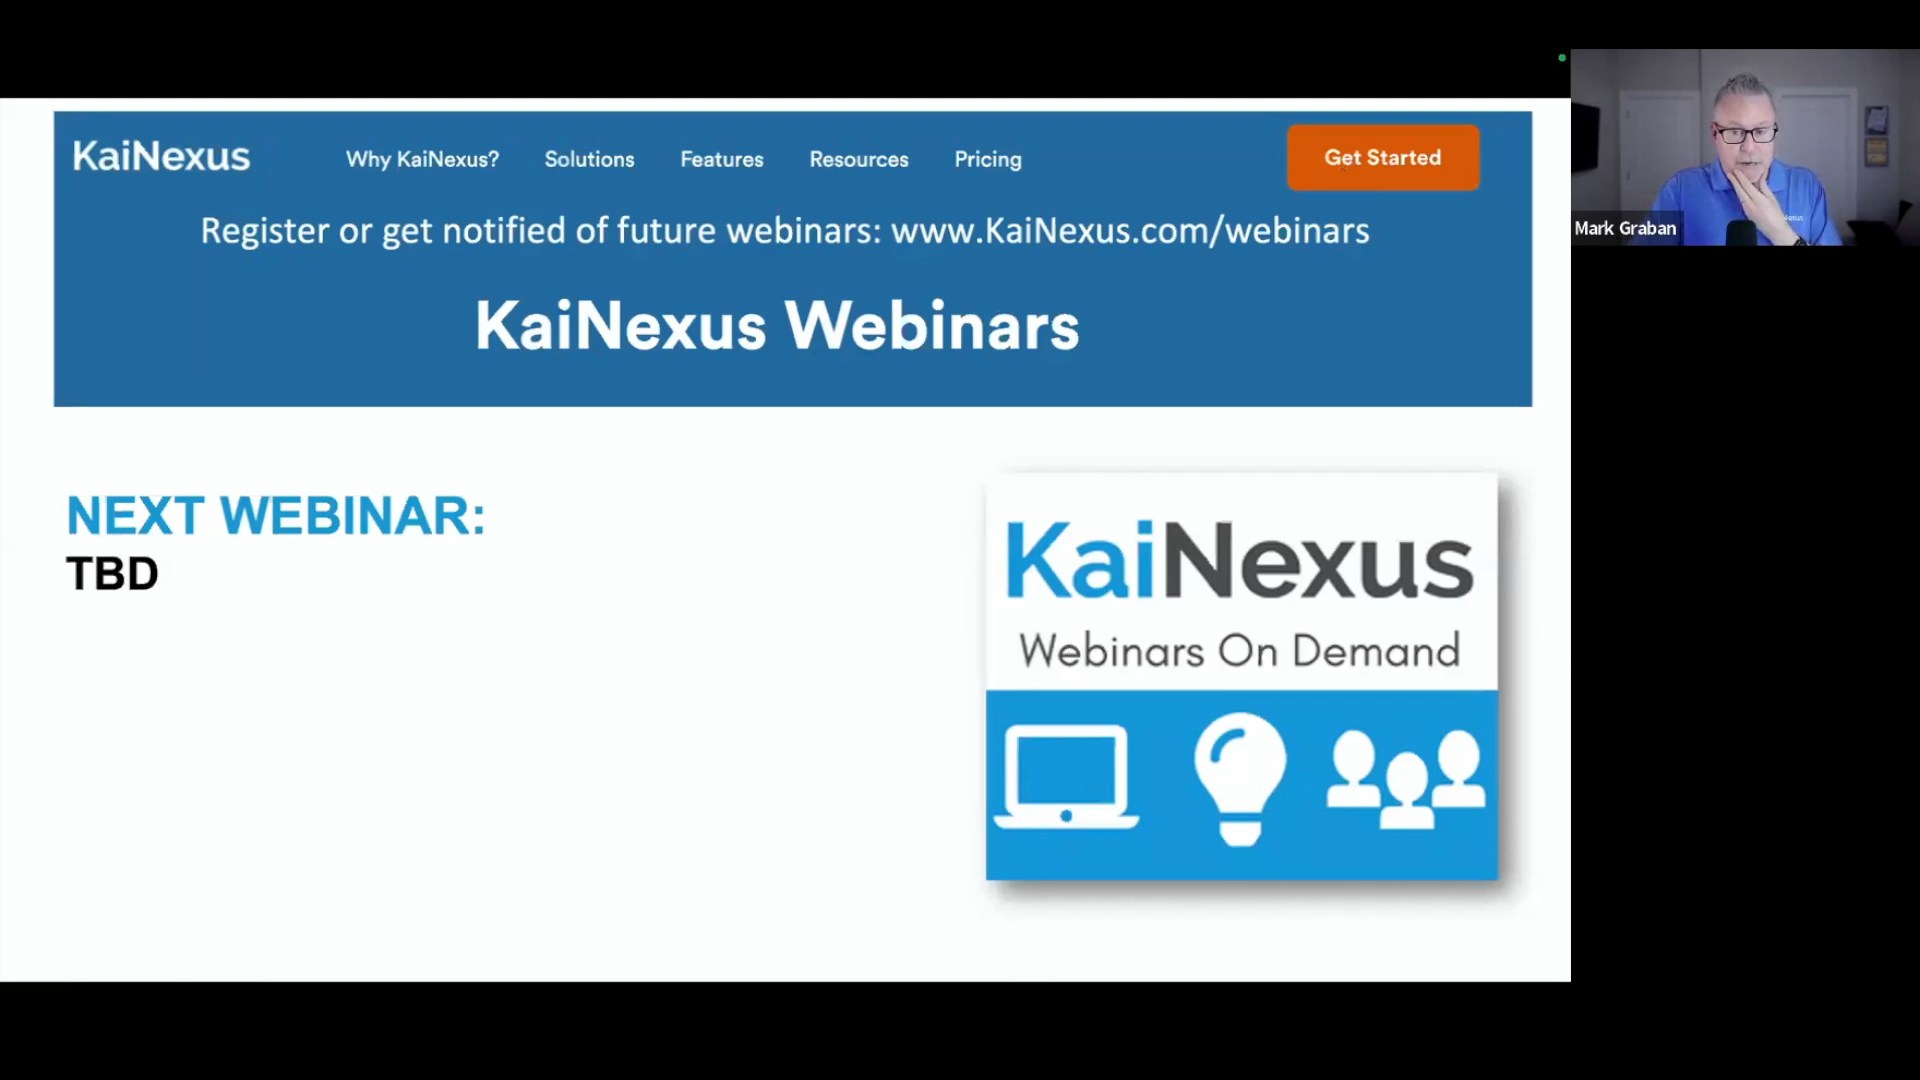 KaiNexus
Why KaiNexus?
Solutions
Features
Resources
Pricing
Get Started
Register or get notified of future webinars: www.KaiNexus.com/webinars
KaiNexus Webinars
NEXT WEBINAR:
TBD
KaiNexus
Webinars On Demand
Mark Graban